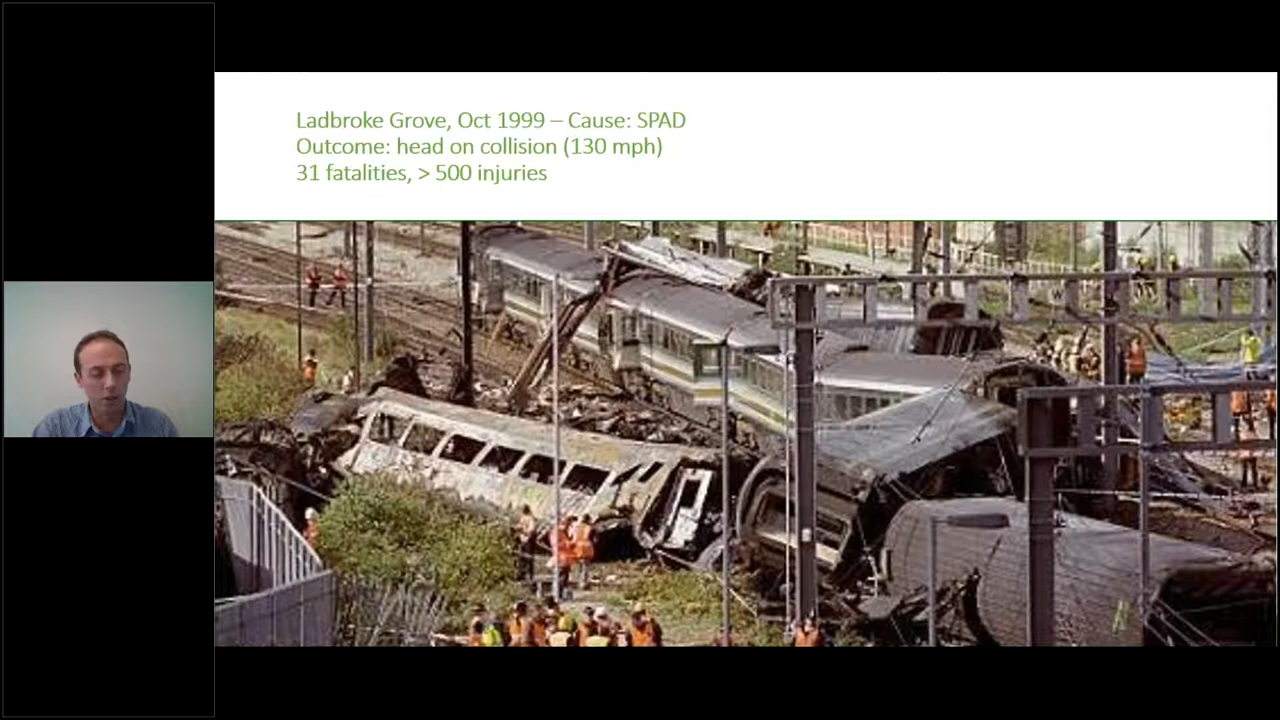 Ladbroke Grove, Oct 1999 – Cause: SPAD
Outcome: head on collision (130 mph)
31 fatalities, > 500 injuries